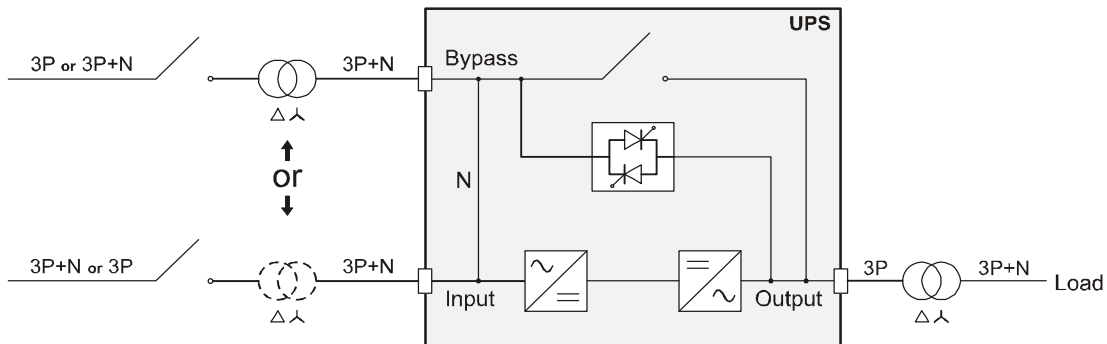 UPS
3P or 3P+N
3P+N
Bypass
or
N
3P+N or 3P
3P+N
Input
Output
3P
3P+N
Load